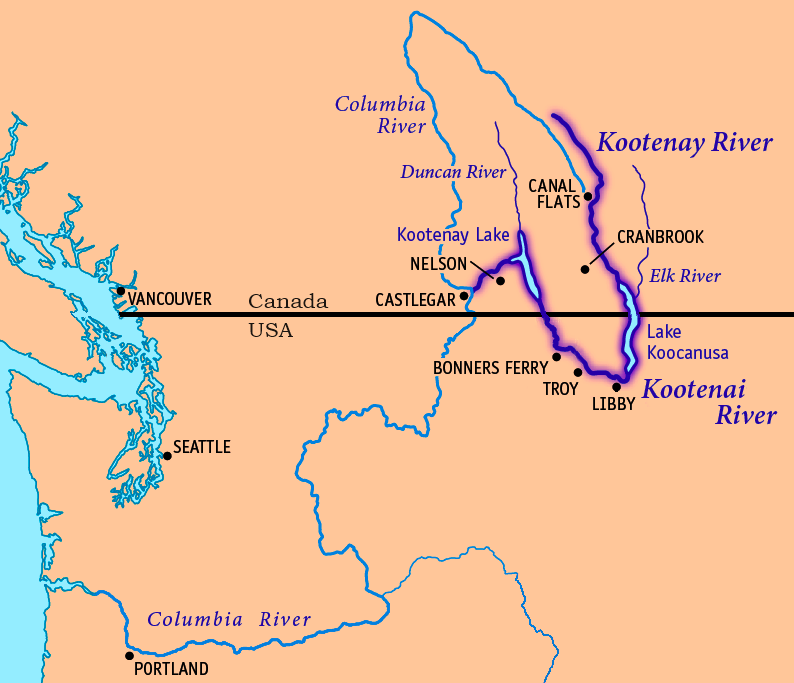 Columbia
River
Kootenay River
Duncan River
CANAL
FLATS
Kootenay Lake
CRANBROOK
NELSON
Elk River
CASTLEGAR
VANCOUVER
Canada
USA
Lake
Koocanusa
BONNERS FERRY
TROY
LIBBY
Kootenai
River
SEATTLE
Columbia River
PORTLAND